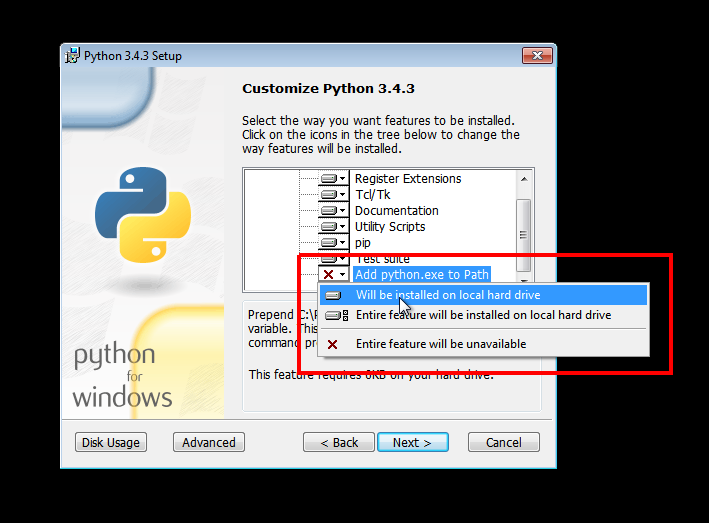 Python 3.4.3 Setup
Customize Python 3.4.3
Select the way you want features to be installed.
Click on the icons in the tree below to change the
way features will be installed.
Register Extensions
Tcl/Tk
Documentation
Utility Scripts
pip
Test suite
Add python.exe to Path
Will be installed on local hard drive
Entire feature will be installed on local hard drive
Entire feature will be unavailable
Prepend C:\
variable. This
command
This feature requires 0KB on your hard drive.
python
for
windows
Disk Usage
Advanced
< Back
Next >
Cancel